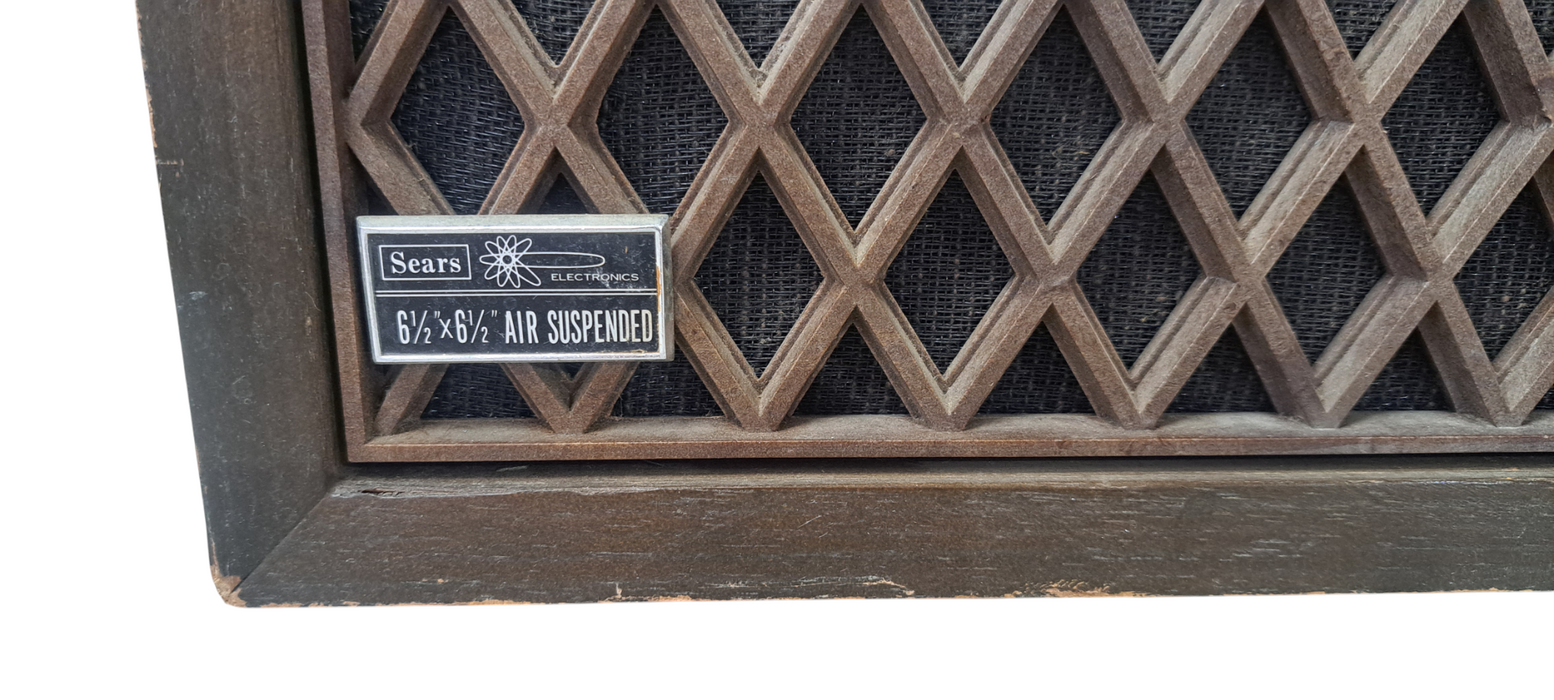 Sears
ELECTRONICS
6½"x6½" AIR SUSPENDED